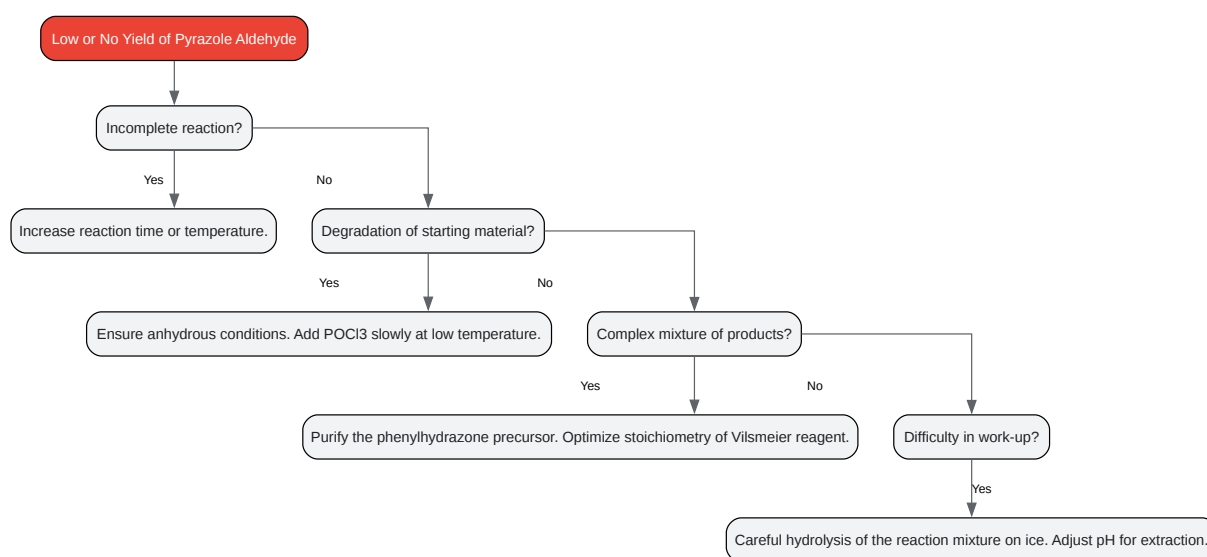 Low or No Yield of Pyrazole Aldehyde
Incomplete reaction?
Yes
No
Increase reaction time or temperature.
Degradation of starting material?
Yes
No
Ensure anhydrous conditions. Add POCl3 slowly at low temperature.
Complex mixture of products?
Yes
No
Purify the phenylhydrazone precursor. Optimize stoichiometry of Vilsmeier reagent.
Difficulty in work-up?
Yes
Careful hydrolysis of the reaction mixture on ice. Adjust pH for extraction.